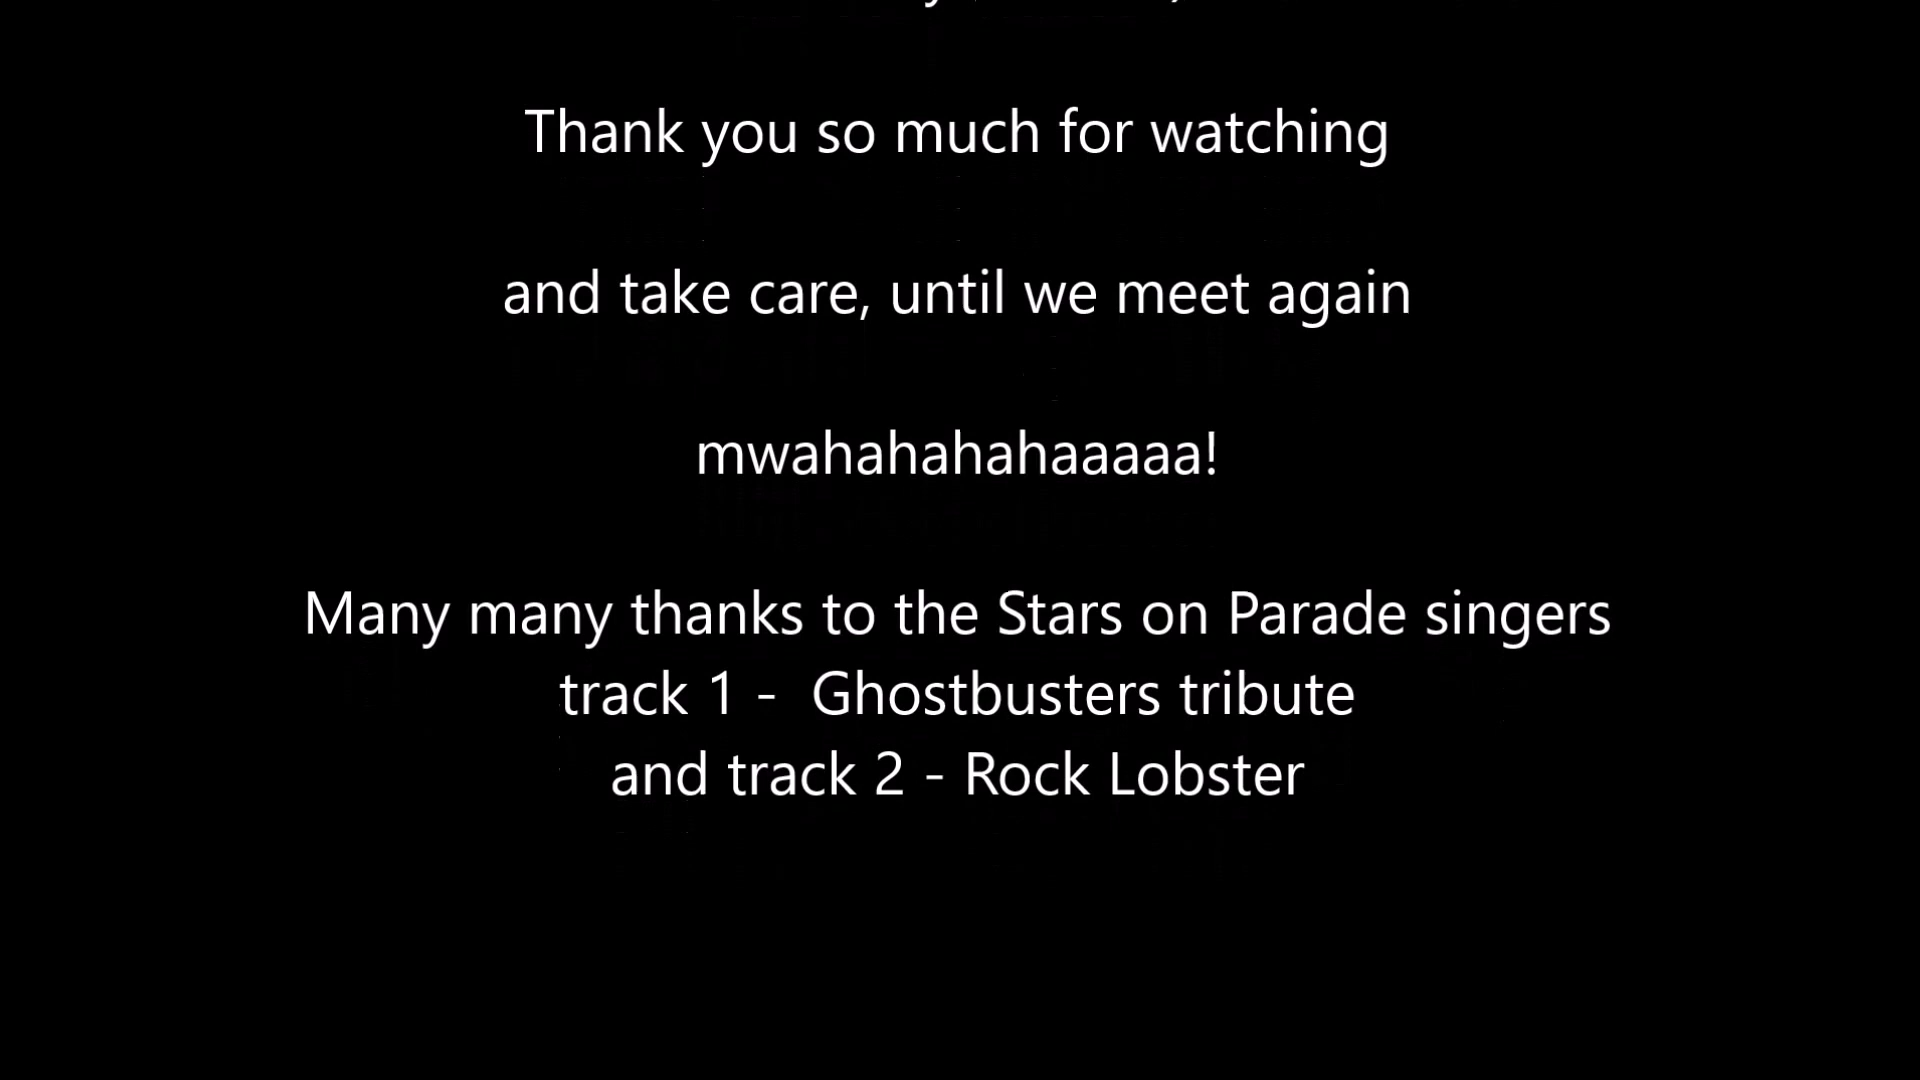 Thank you so much for watching
and take care, until we meet again
mwahahahahaaaaa!
Many many thanks to the Stars on Parade singers
track 1 -  Ghostbusters tribute
and track 2 - Rock Lobster